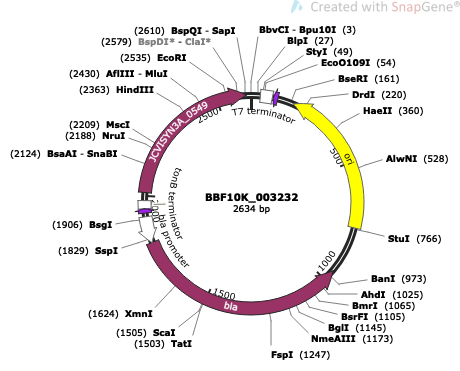 Created with SnapGene®
(2610) BspQI - SapI
(2579) BspDI* - ClaI*
(2535) EcoRI
(2430) AflIII - MluI
(2363) HindIII
(2209) MscI
(2188) NruI
(2124) BsaAI - SnaBI
(1906) BsgI
(1829) SspI
(1624) XmnI
(1505) ScaI
(1503) TatI
BbvCI - Bpu10I (3)
BlpI (27)
StyI (49)
EcoO109I (54)
BseRI (161)
DrdI (220)
HaeII (360)
AlwNI (528)
StuI (766)
BanI (973)
AhdI (1025)
BmrI (1065)
BsrFI (1105)
BglI (1145)
NmeAIII (1173)
FspI (1247)
T7 terminator
JCVISYN3A_0549
tonB terminator
bla promoter
bla
ori
500
1000
1500
2500
BBF10K_003232
2634 bp